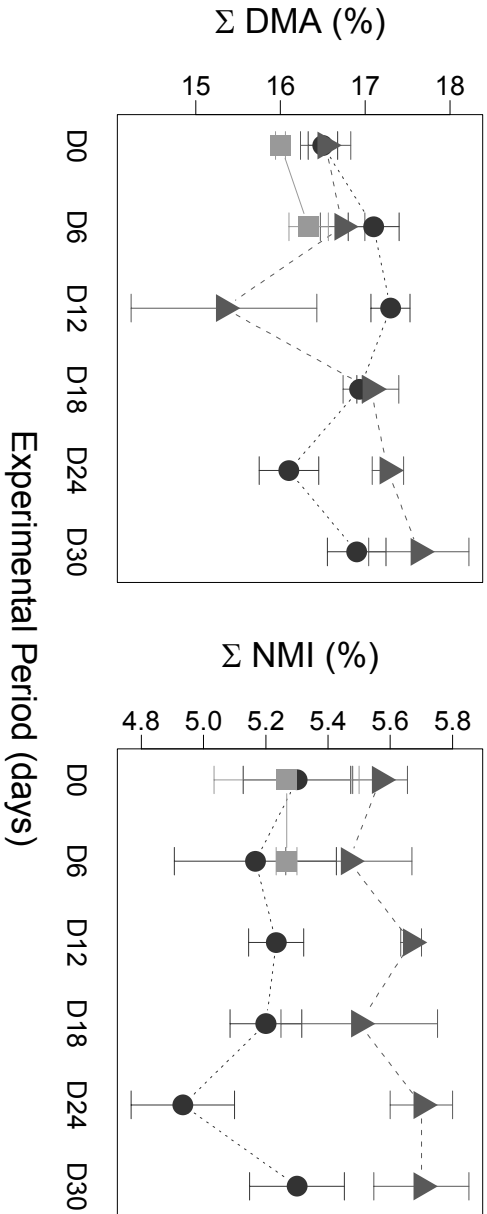 Σ DMA (%)
15 16 17 18
D0
D6
D12
D18
D24
D30
Σ NMI (%)
4.8 5.0 5.2 5.4 5.6 5.8
D0
D6
D12
D18
D24
D30
Experimental Period (days)